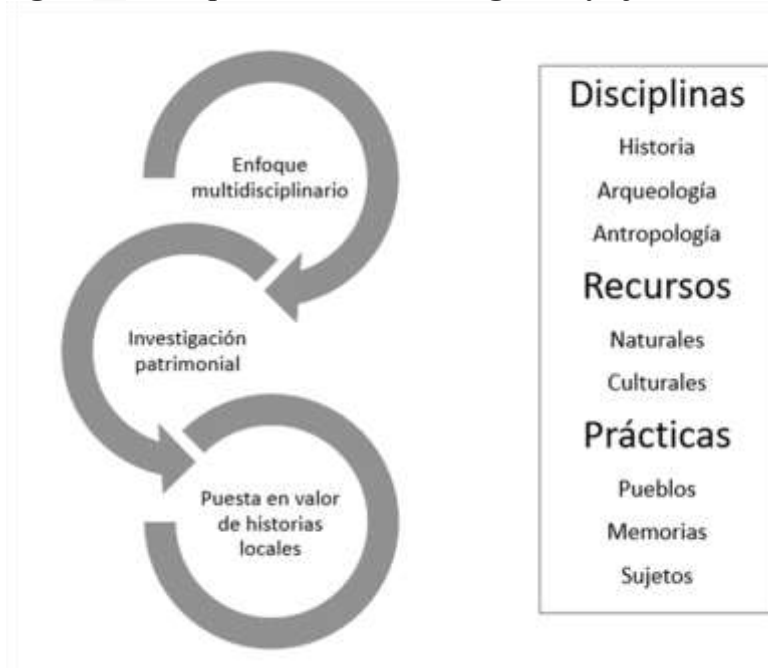 Enfoque
multidisciplinario
Investigación
patrimonial
Puesta en valor
de historias
locales
Disciplinas
Historia
Arqueología
Antropología
Recursos
Naturales
Culturales
Prácticas
Pueblos
Memorias
Sujetos